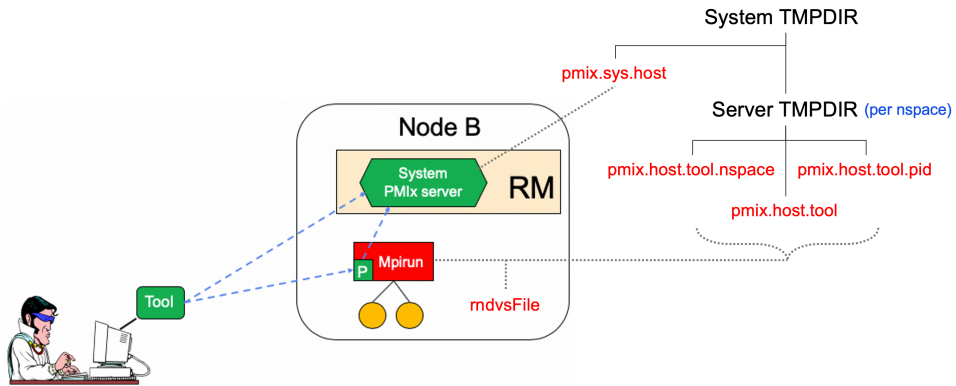 System TMPDIR
pmix.sys.host
Server TMPDIR (per nspace)
pmix.host.tool.nspace
pmix.host.tool.pid
pmix.host.tool
Node B
System
PMIx server
RM
P
Mpirun
rndvsFile
Tool